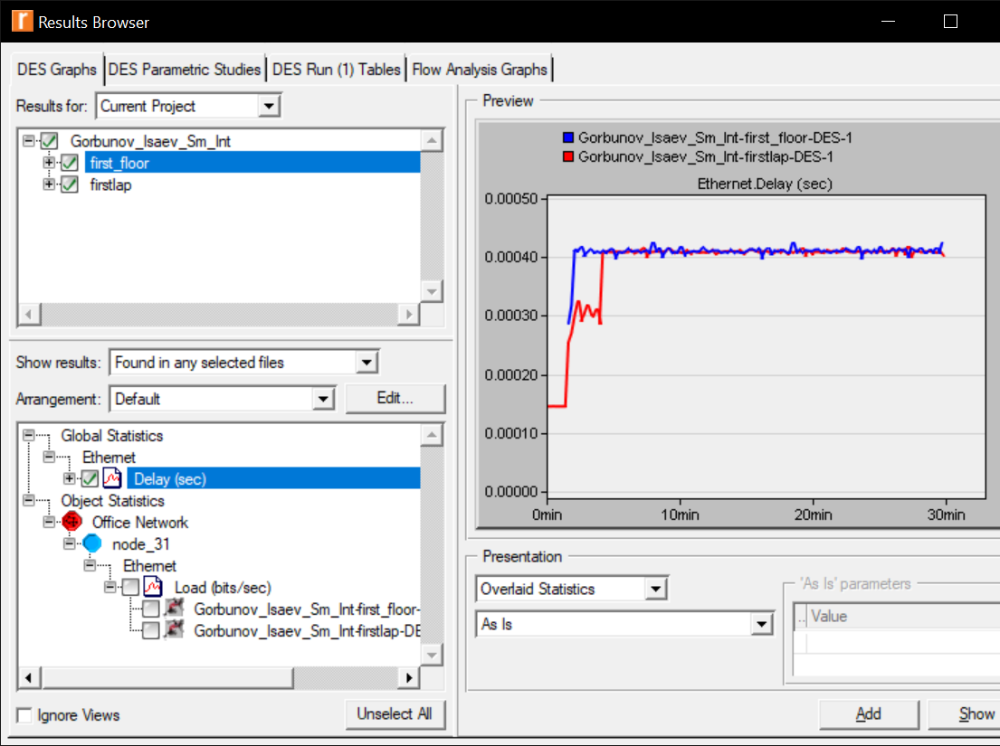 Results Browser
DES Graphs DES Parametric Studies DES Run (1) Tables Flow Analysis Graphs
Results for: Current Project
Gorbunov_Isaev_Sm_Int
first_floor
firstlap
Show results: Found in any selected files
Arrangement: Default Edit...
Global Statistics
Ethernet
Delay (sec)
Object Statistics
Office Network
node_31
Ethernet
Load (bits/sec)
Gorbunov_Isaev_Sm_Int-first_floor-
Gorbunov_Isaev_Sm_Int-firstlap-DE
Ignore Views Unselect All
Preview
Gorbunov_Isaev_Sm_Int-first_floor-DES-1
Gorbunov_Isaev_Sm_Int-firstlap-DES-1
Ethernet.Delay (sec)
0.00050
0.00040
0.00030
0.00020
0.00010
0.00000
0min 10min 20min 30min
Presentation
Overlaid Statistics
As Is
'As Is' parameters
.. Value
Add Show